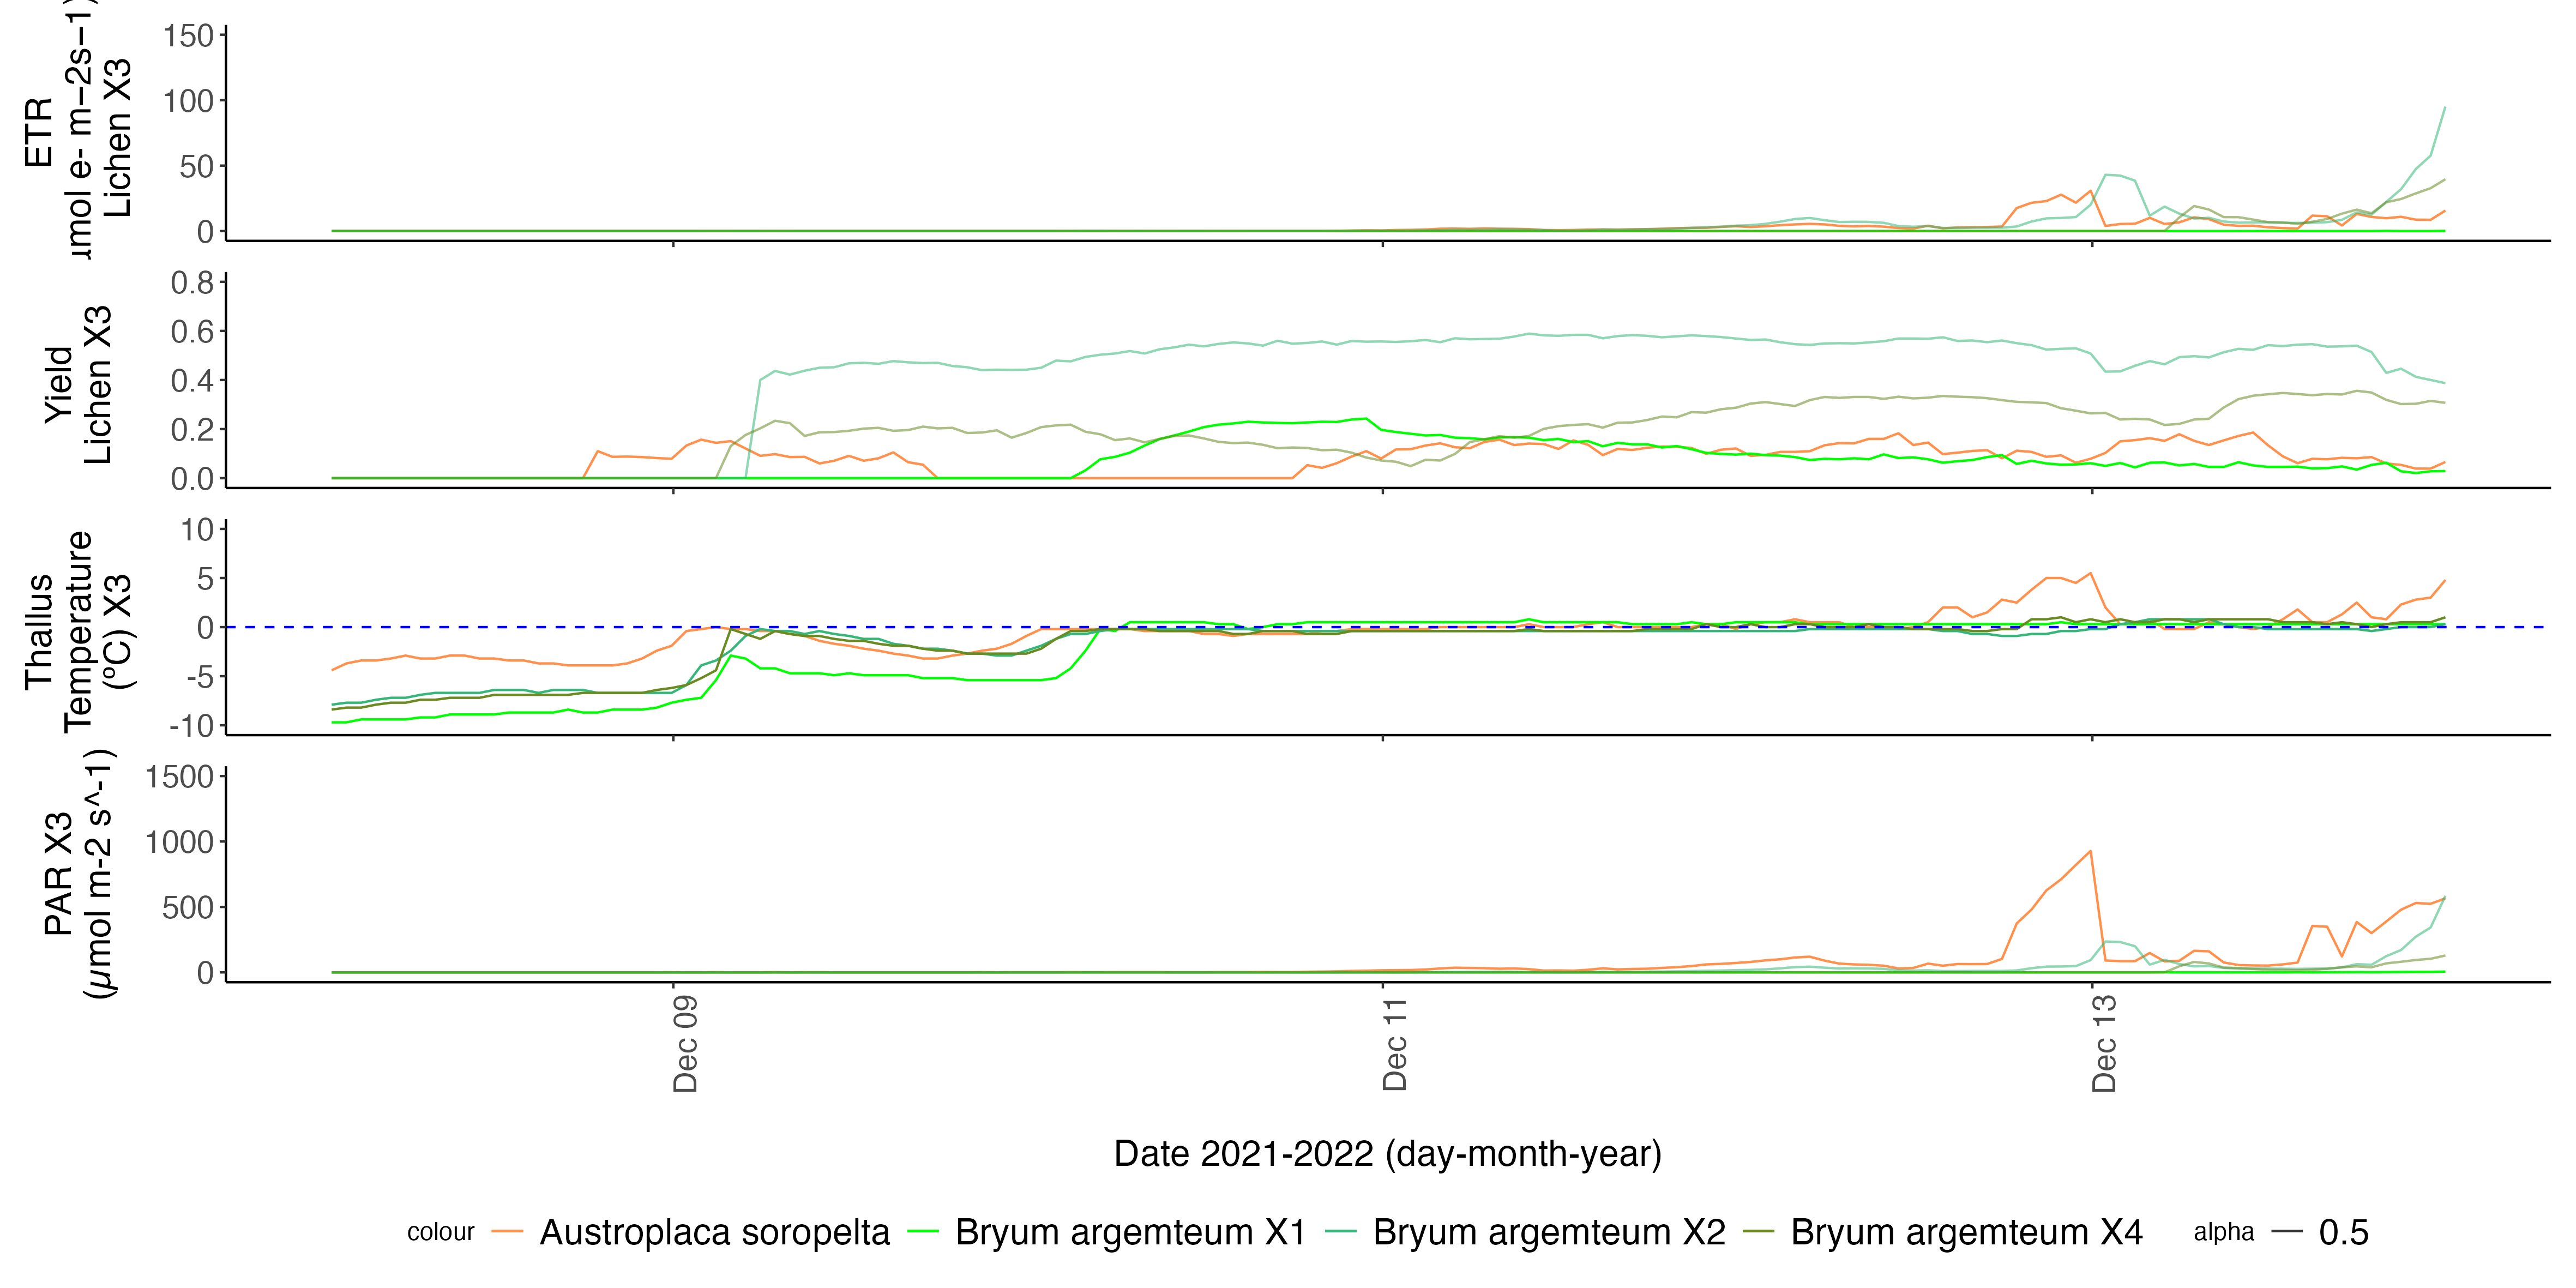 ETR
µmol e- m−2s−1)
Lichen X3
150
100
50
0
Yield
Lichen X3
0.8
0.6
0.4
0.2
0.0
Thallus
Temperature
(ºC) X3
10
5
0
-5
-10
PAR X3
(µmol m-2 s^-1)
1500
1000
500
0
Dec 09
Dec 11
Dec 13
Date 2021-2022 (day-month-year)
colour Austroplaca soropelta Bryum argemteum X1 Bryum argemteum X2 Bryum argemteum X4 alpha 0.5